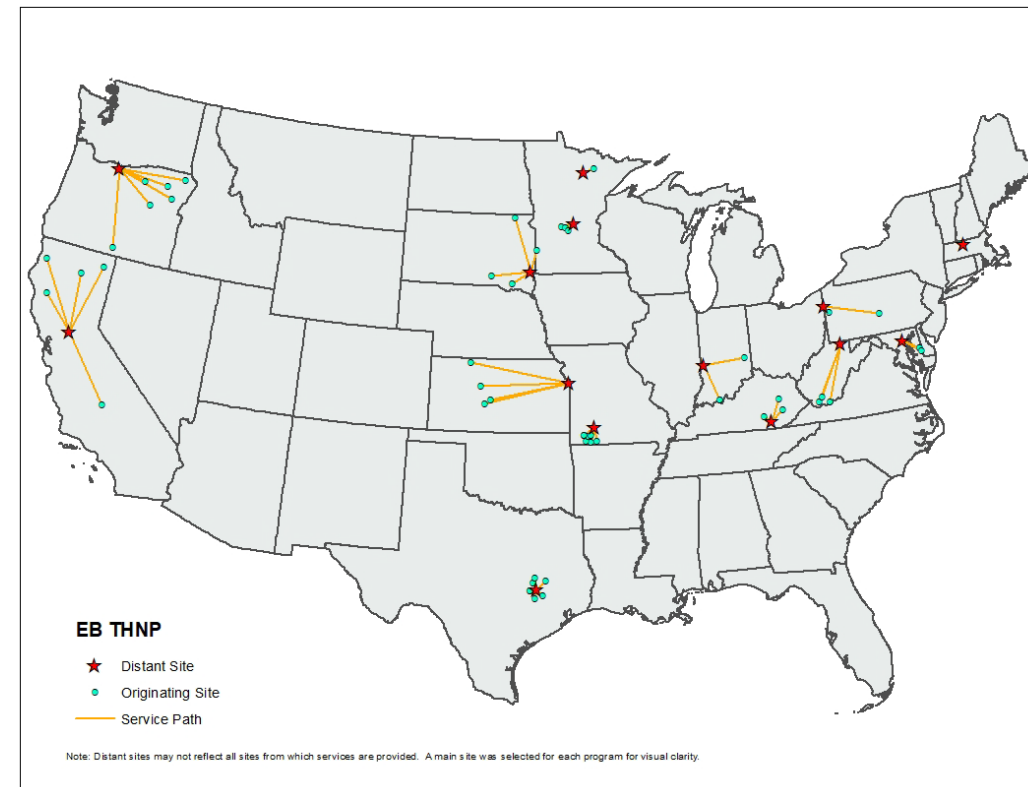 EB THNP
Distant Site
Originating Site
Service Path
Note: Distant sites may not reflect all sites from which services are provided. A main site was selected for each program for visual clarity.